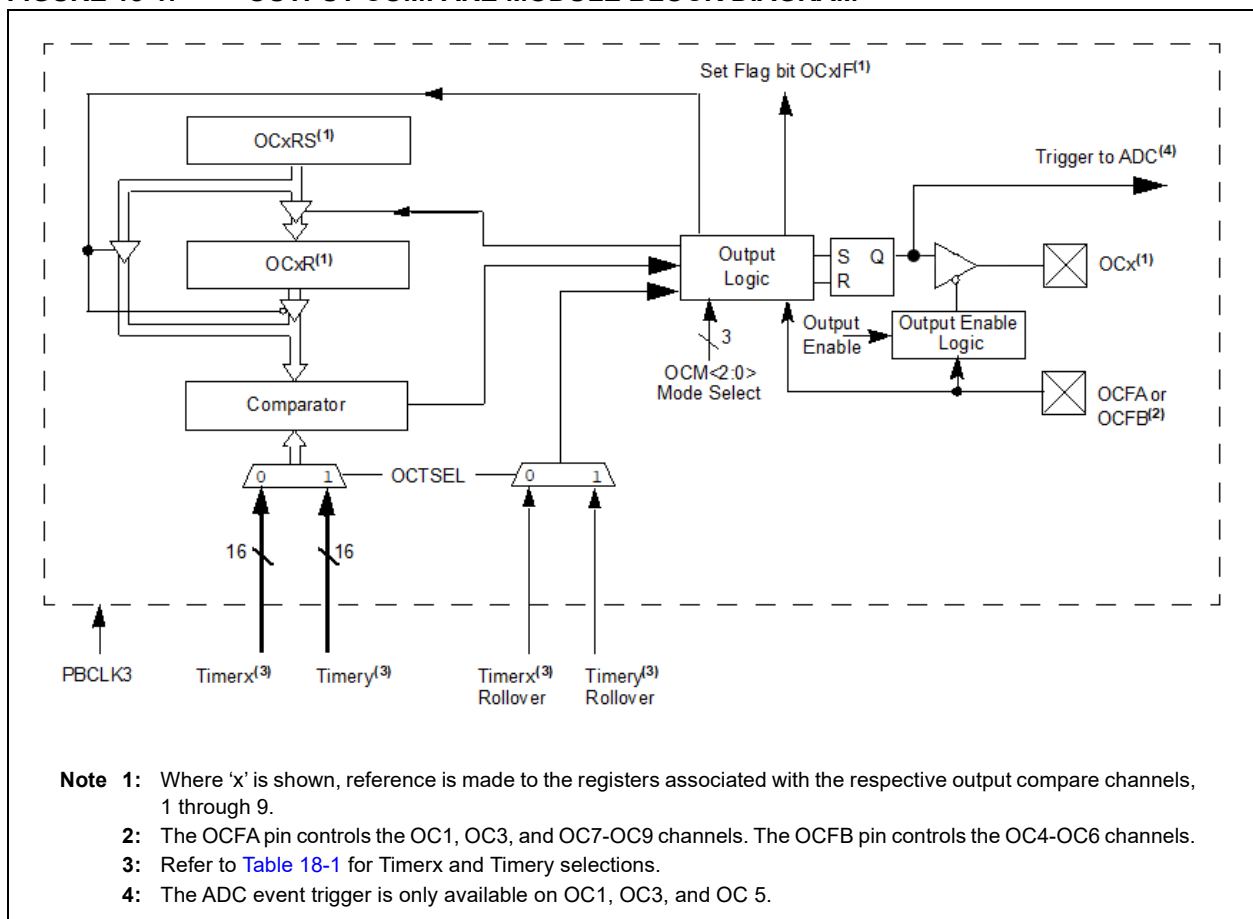 Set Flag bit OCxIF(1)
OCxRS(1)
Trigger to ADC(4)
OCxR(1)
Output
Logic
S Q
R
OCx(1)
3
Output
Enable
Output Enable
Logic
OCM<2:0>
Mode Select
Comparator
OCFA or
OCFB(2)
0 1
OCTSEL
0 1
16
16
PBCLK3
Timerx(3)
Timery(3)
Timerx(3)
Rollover
Timery(3)
Rollover
Note 1: Where ‘x’ is shown, reference is made to the registers associated with the respective output compare channels,
1 through 9.
2: The OCFA pin controls the OC1, OC3, and OC7-OC9 channels. The OCFB pin controls the OC4-OC6 channels.
3: Refer to Table 18-1 for Timerx and Timery selections.
4: The ADC event trigger is only available on OC1, OC3, and OC 5.